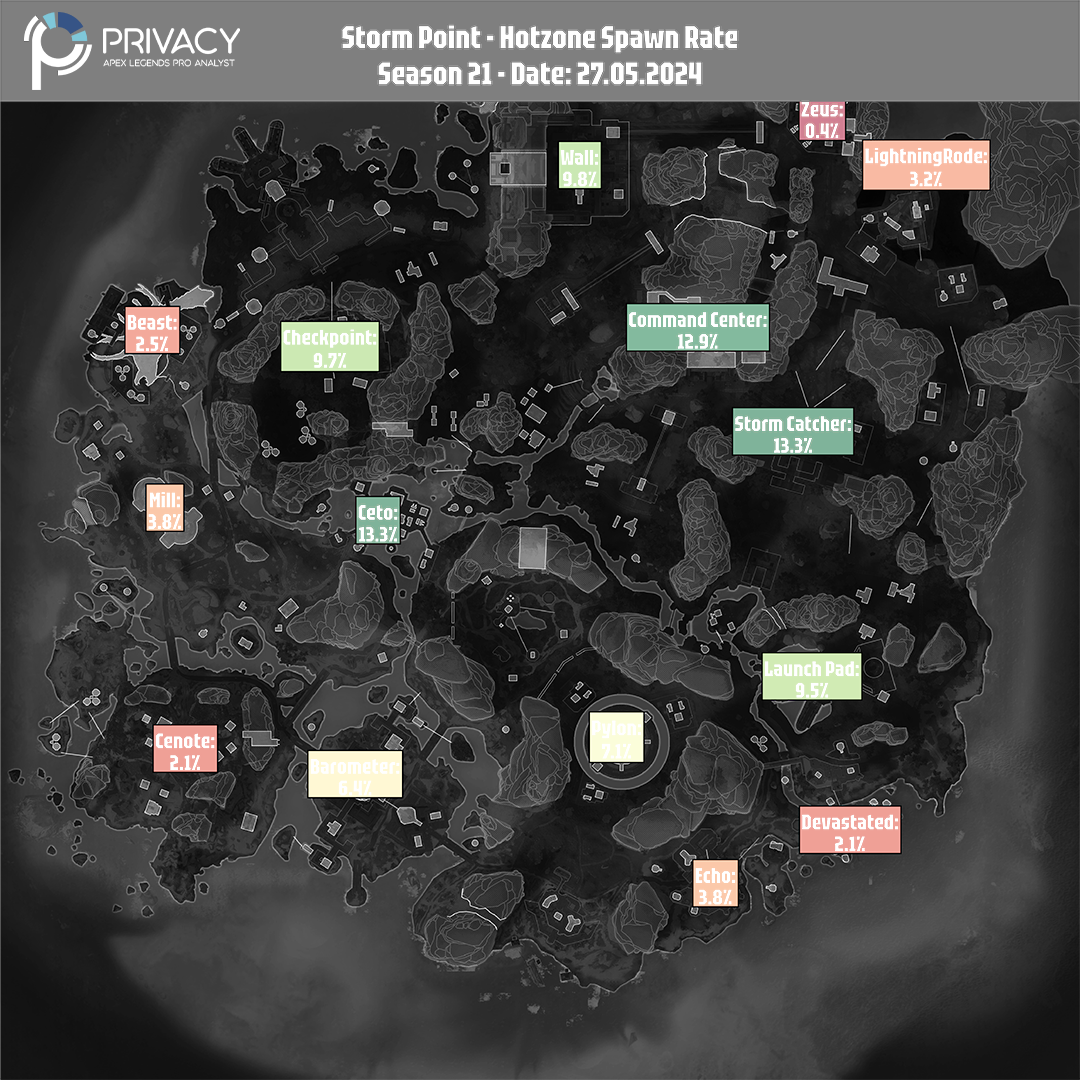 PRIVACY
APEX LEGENDS PRO ANALYST
Storm Point - Hotzone Spawn Rate
Season 21 - Date: 27.05.2024
Zeus:
0.4%
Wall:
9.8%
LightningRode:
3.2%
Beast:
2.5%
Checkpoint:
9.7%
Command Center:
12.9%
Storm Catcher:
13.3%
Mill:
3.8%
Ceto:
13.3%
Launch Pad:
9.5%
Pylon:
7.1%
Cenote:
2.1%
Barometer:
6.4%
Devastated:
2.1%
Echo:
3.8%